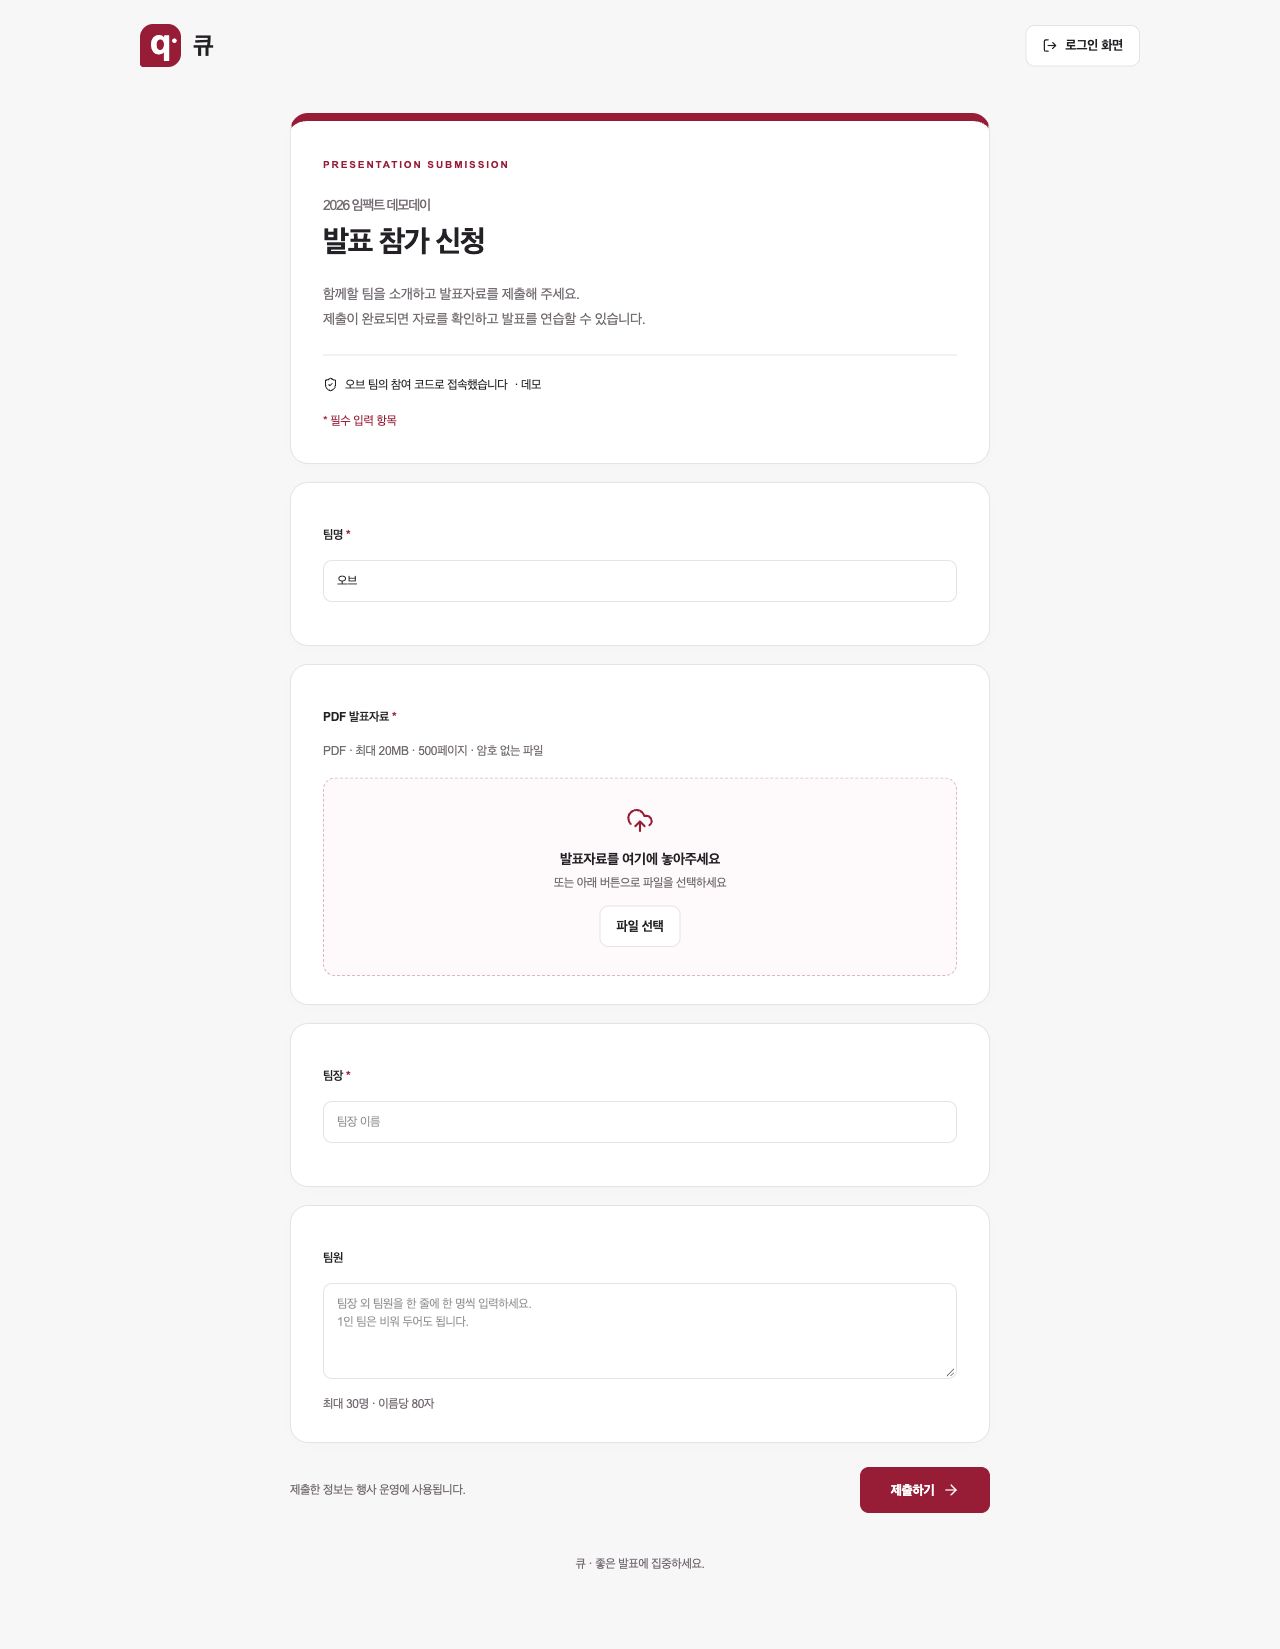 q 큐
로그인 화면
PRESENTATION SUBMISSION
2026 임팩트 데모데이
발표 참가 신청
함께할 팀을 소개하고 발표자료를 제출해 주세요.
제출이 완료되면 자료를 확인하고 발표를 연습할 수 있습니다.
오브 팀의 참여 코드로 접속했습니다 · 데모
* 필수 입력 항목
팀명 *
오브
PDF 발표자료 *
PDF · 최대 20MB · 500페이지 · 암호 없는 파일
발표자료를 여기에 놓아주세요
또는 아래 버튼으로 파일을 선택하세요
파일 선택
팀장 *
팀장 이름
팀원
팀장 외 팀원을 한 줄에 한 명씩 입력하세요.
1인 팀은 비워 두어도 됩니다.
최대 30명 · 이름당 80자
제출한 정보는 행사 운영에 사용됩니다.
제출하기
큐 · 좋은 발표에 집중하세요.